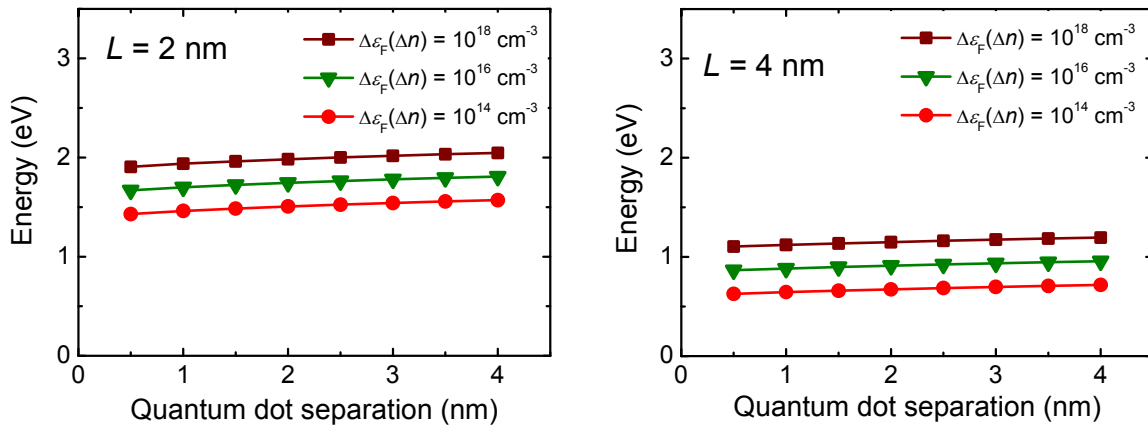 L = 2 nm
Δε_F(Δn) = 10^18 cm^-3
Δε_F(Δn) = 10^16 cm^-3
Δε_F(Δn) = 10^14 cm^-3
Energy (eV)
3
2
1
0
0 1 2 3 4
Quantum dot separation (nm)
L = 4 nm
Δε_F(Δn) = 10^18 cm^-3
Δε_F(Δn) = 10^16 cm^-3
Δε_F(Δn) = 10^14 cm^-3
Energy (eV)
3
2
1
0
0 1 2 3 4
Quantum dot separation (nm)